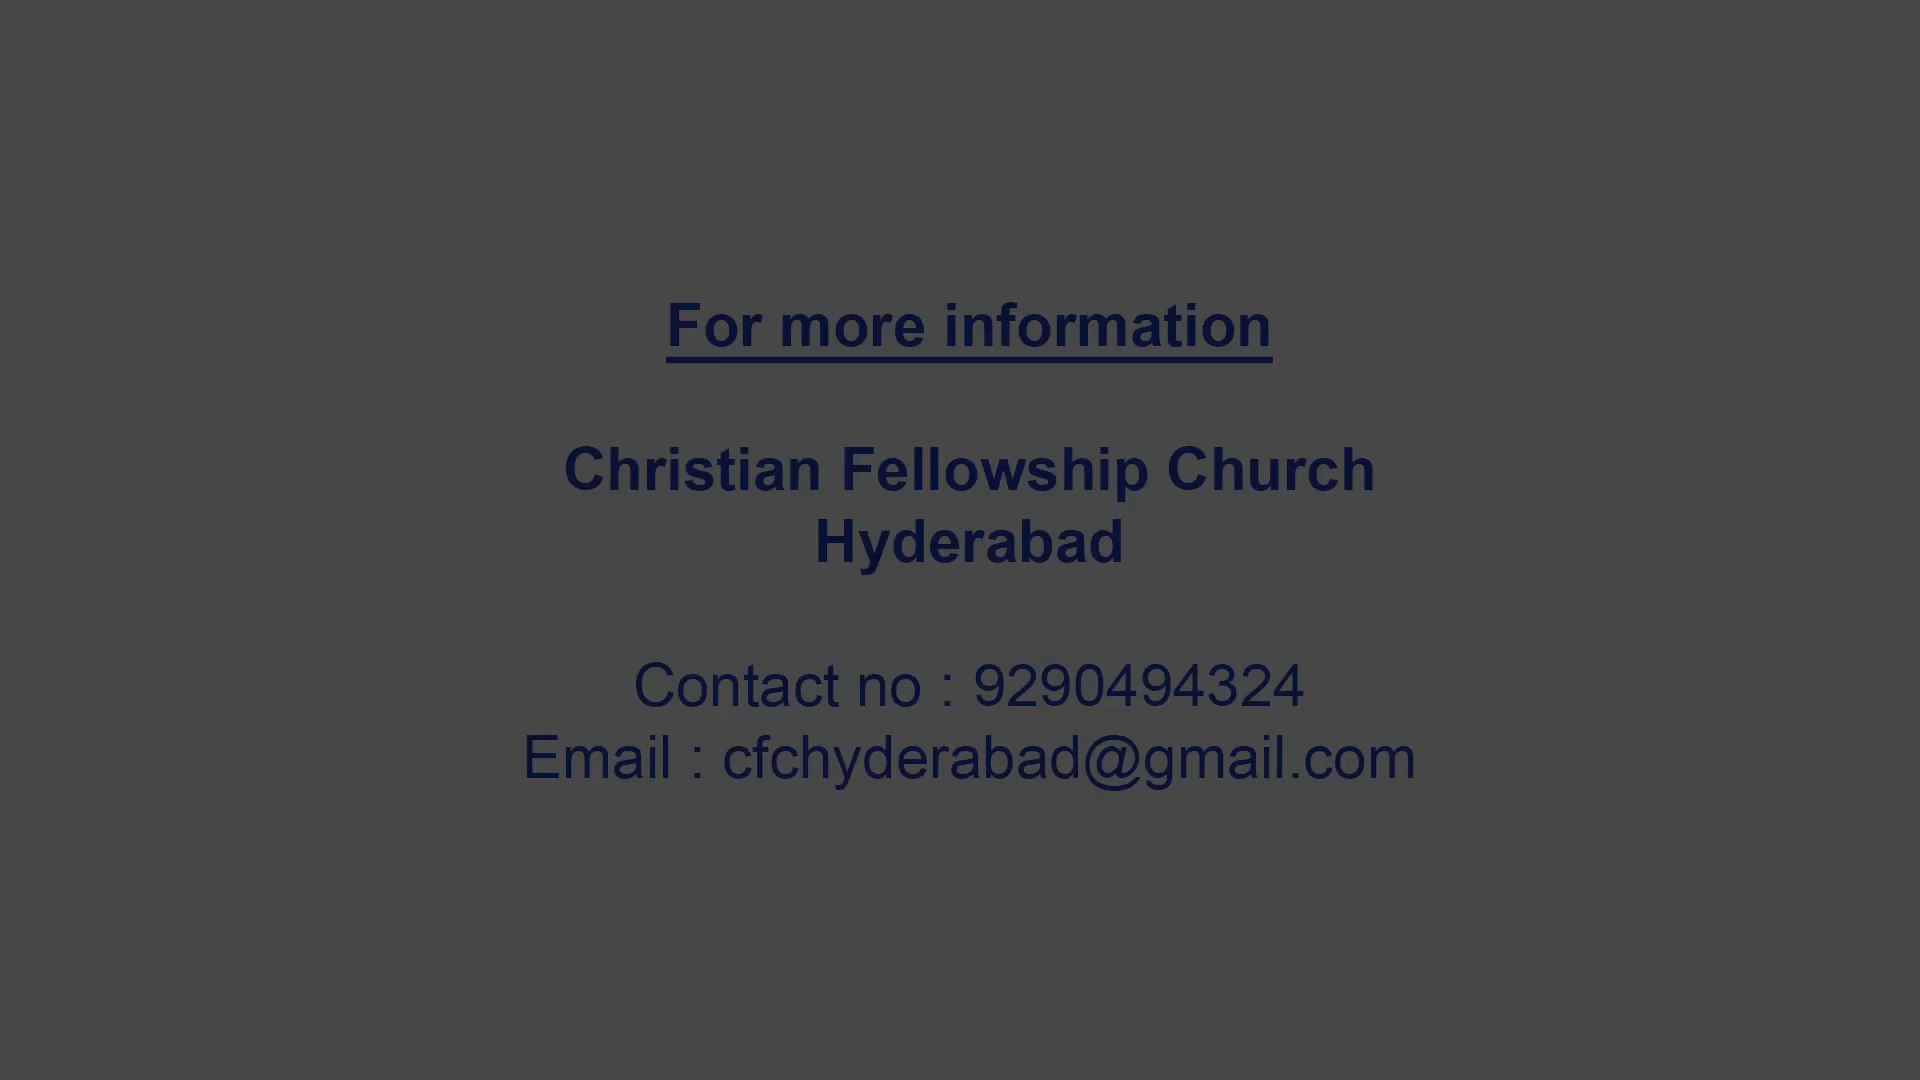 For more information
Christian Fellowship Church
Hyderabad
Contact no : 9290494324
Email : cfchyderabad@gmail.com